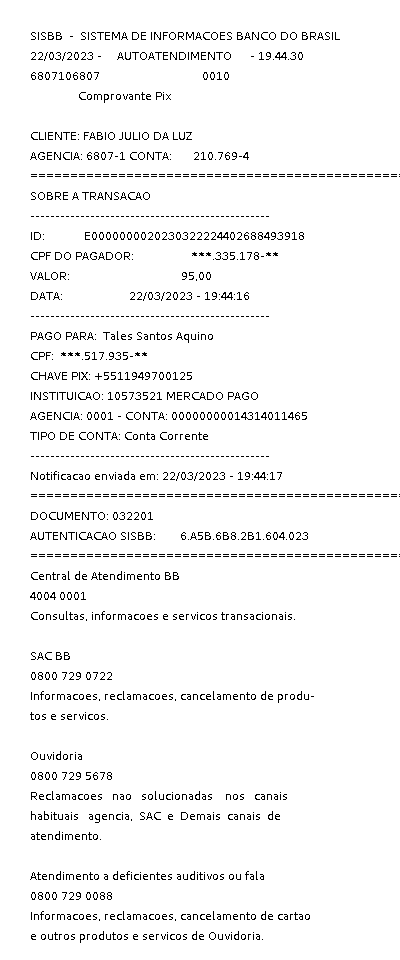 SISBB - SISTEMA DE INFORMACOES BANCO DO BRASIL
22/03/2023 - AUTOATENDIMENTO - 19.44.30
6807106807 0010
Comprovante Pix
CLIENTE: FABIO JULIO DA LUZ
AGENCIA: 6807-1 CONTA: 210.769-4
================================================
SOBRE A TRANSACAO
------------------------------------------------
ID: E0000000020230322224402688493918
CPF DO PAGADOR: ***.335.178-**
VALOR: 95,00
DATA: 22/03/2023 - 19:44:16
------------------------------------------------
PAGO PARA: Tales Santos Aquino
CPF: ***.517.935-**
CHAVE PIX: +5511949700125
INSTITUICAO: 10573521 MERCADO PAGO
AGENCIA: 0001 - CONTA: 00000000014314011465
TIPO DE CONTA: Conta Corrente
------------------------------------------------
Notificacao enviada em: 22/03/2023 - 19:44:17
================================================
DOCUMENTO: 032201
AUTENTICACAO SISBB: 6.A5B.6B8.2B1.604.023
================================================
Central de Atendimento BB
4004 0001
Consultas, informacoes e servicos transacionais.
SAC BB
0800 729 0722
Informacoes, reclamacoes, cancelamento de produ-
tos e servicos.
Ouvidoria
0800 729 5678
Reclamacoes nao solucionadas nos canais
habituais agencia, SAC e Demais canais de
atendimento.
Atendimento a deficientes auditivos ou fala
0800 729 0088
Informacoes, reclamacoes, cancelamento de cartao
e outros produtos e servicos de Ouvidoria.